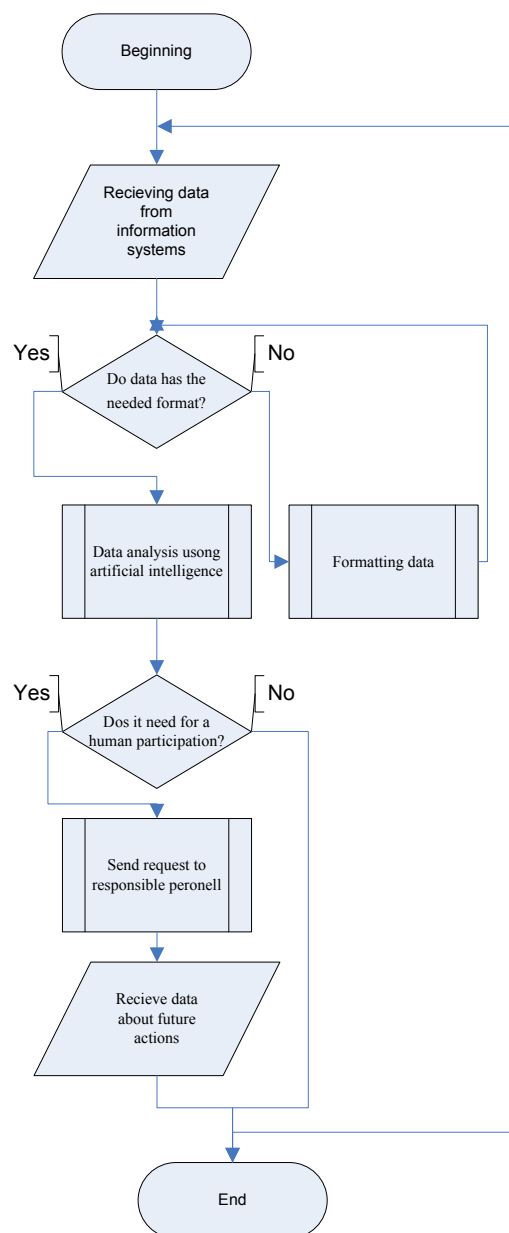 Beginning
Recieving data
from
information
systems
Yes
No
Do data has the
needed format?
Data analysis usong
artificial intelligence
Formatting data
Yes
No
Dos it need for a
human participation?
Send request to
responsible peronell
Recieve data
about future
actions
End